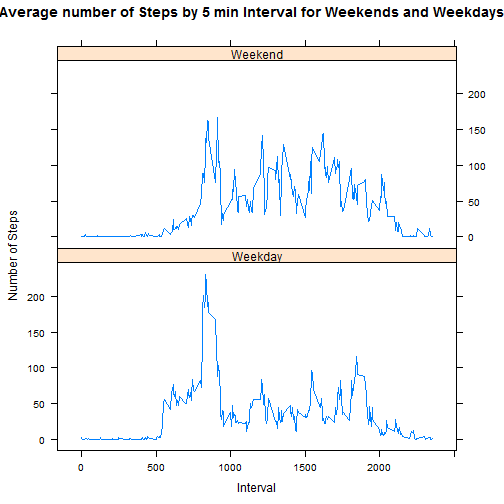 Average number of Steps by 5 min Interval for Weekends and Weekdays
Weekend
200
150
100
50
0
Weekday
200
150
100
50
0
Number of Steps
0 500 1000 1500 2000
Interval